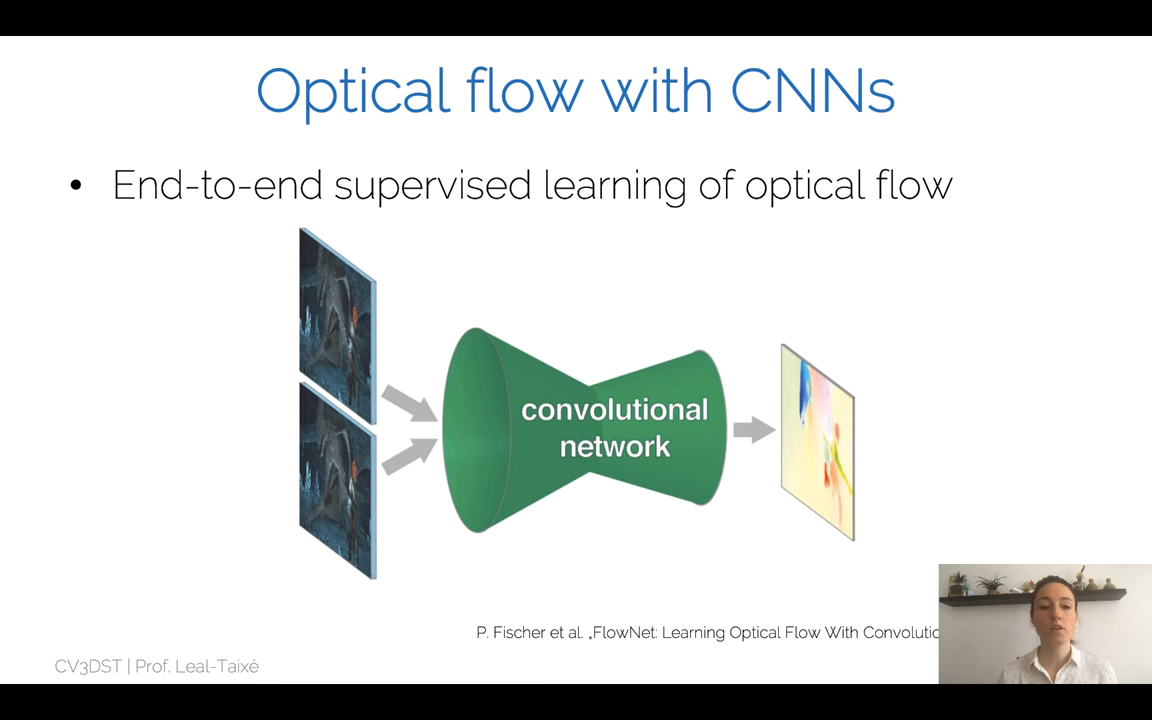 Optical flow with CNNs
• End-to-end supervised learning of optical flow
convolutional
network
P. Fischer et al. „FlowNet: Learning Optical Flow With
CV3DST | Prof. Leal-Taixé